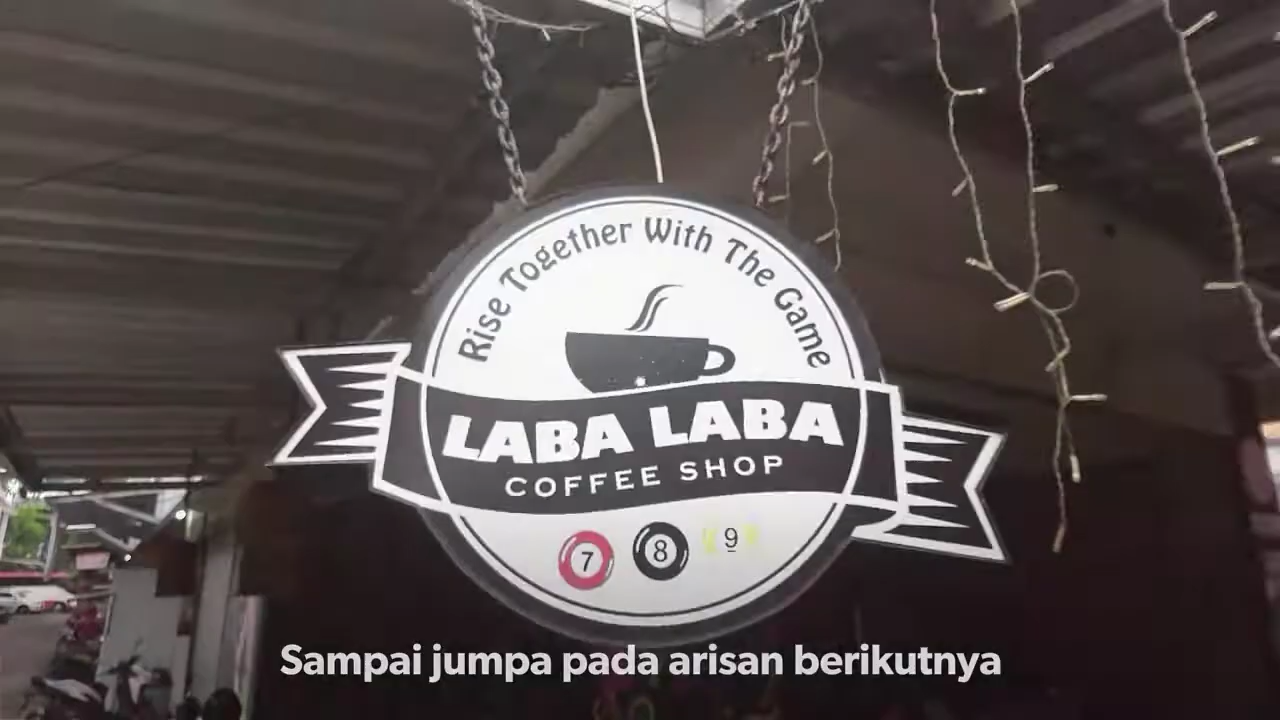 Rise Together With The Game
LABA LABA
COFFEE SHOP
7 8 9
Sampai jumpa pada arisan berikutnya